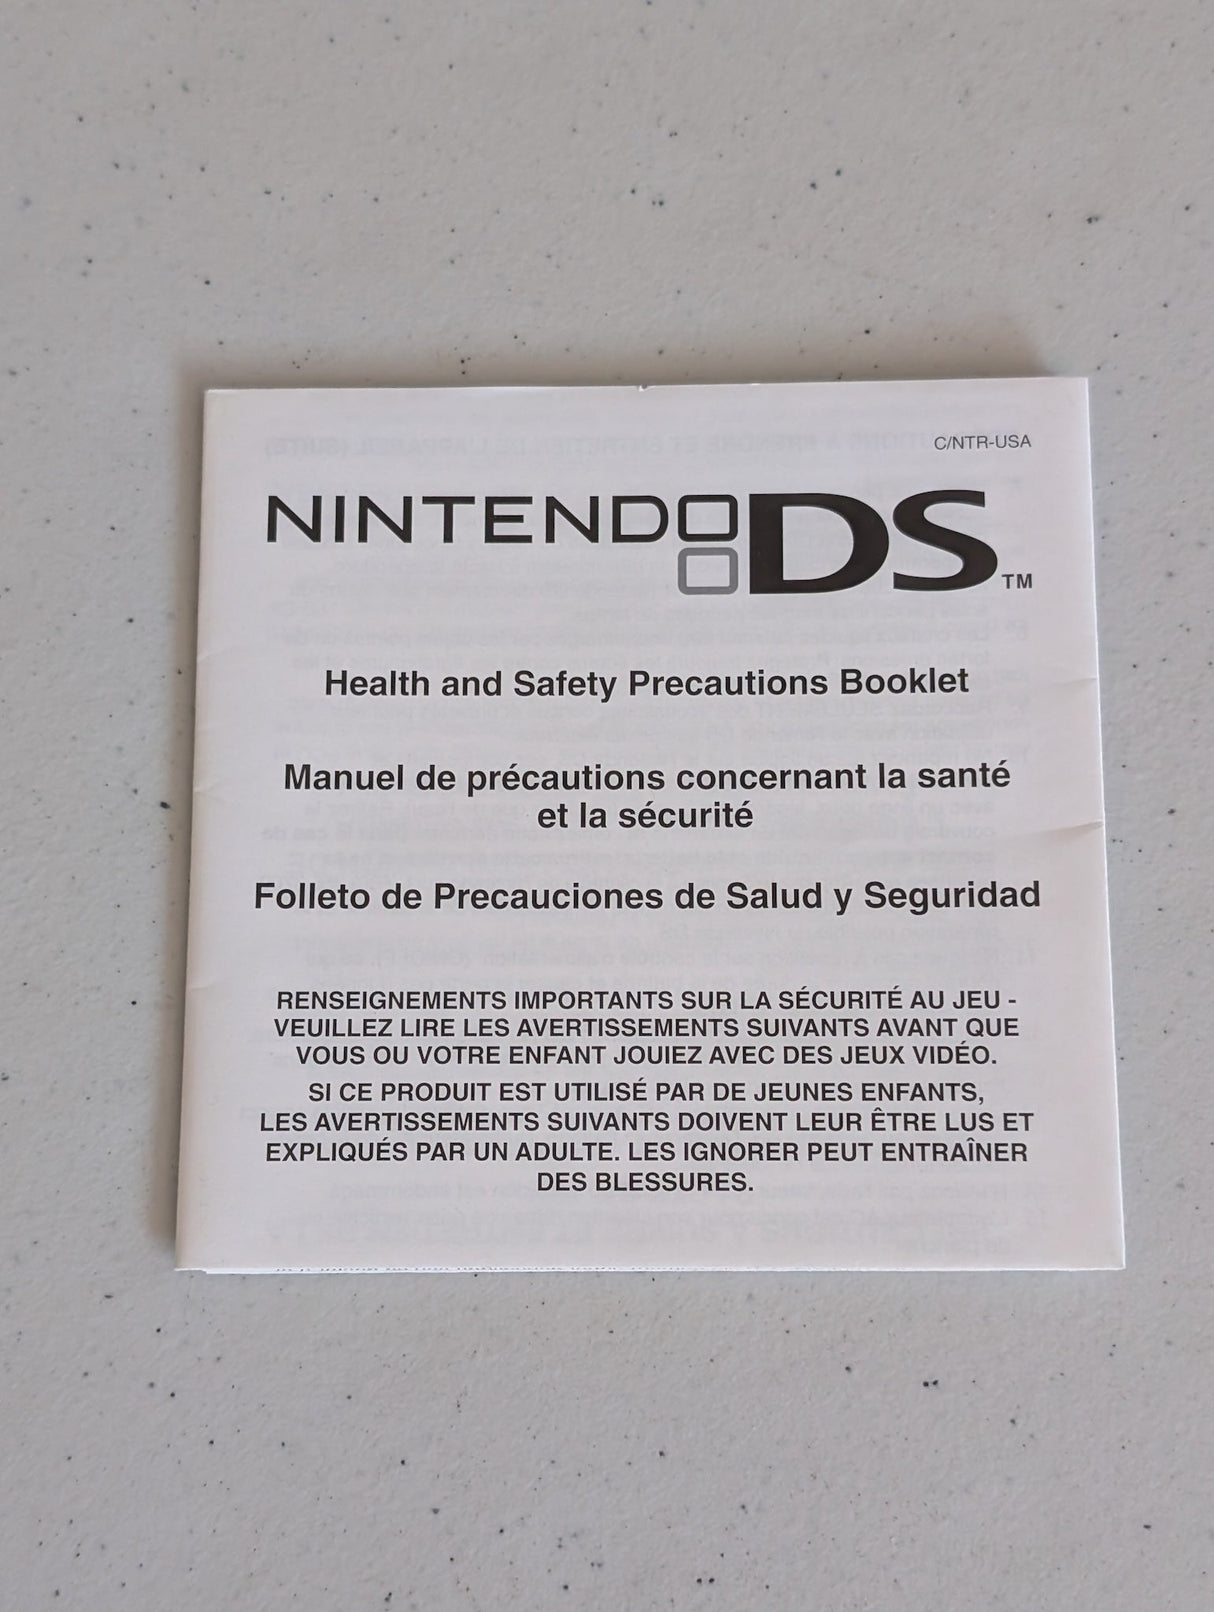 C/NTR-USA
NINTENDO DS™
Health and Safety Precautions Booklet
Manuel de précautions concernant la santé
et la sécurité
Folleto de Precauciones de Salud y Seguridad
RENSEIGNEMENTS IMPORTANTS SUR LA SÉCURITÉ AU JEU -
VEUILLEZ LIRE LES AVERTISSEMENTS SUIVANTS AVANT QUE
VOUS OU VOTRE ENFANT JOUIEZ AVEC DES JEUX VIDÉO.
SI CE PRODUIT EST UTILISÉ PAR DE JEUNES ENFANTS,
LES AVERTISSEMENTS SUIVANTS DOIVENT LEUR ÊTRE LUS ET
EXPLIQUÉS PAR UN ADULTE. LES IGNORER PEUT ENTRAÎNER
DES BLESSURES.